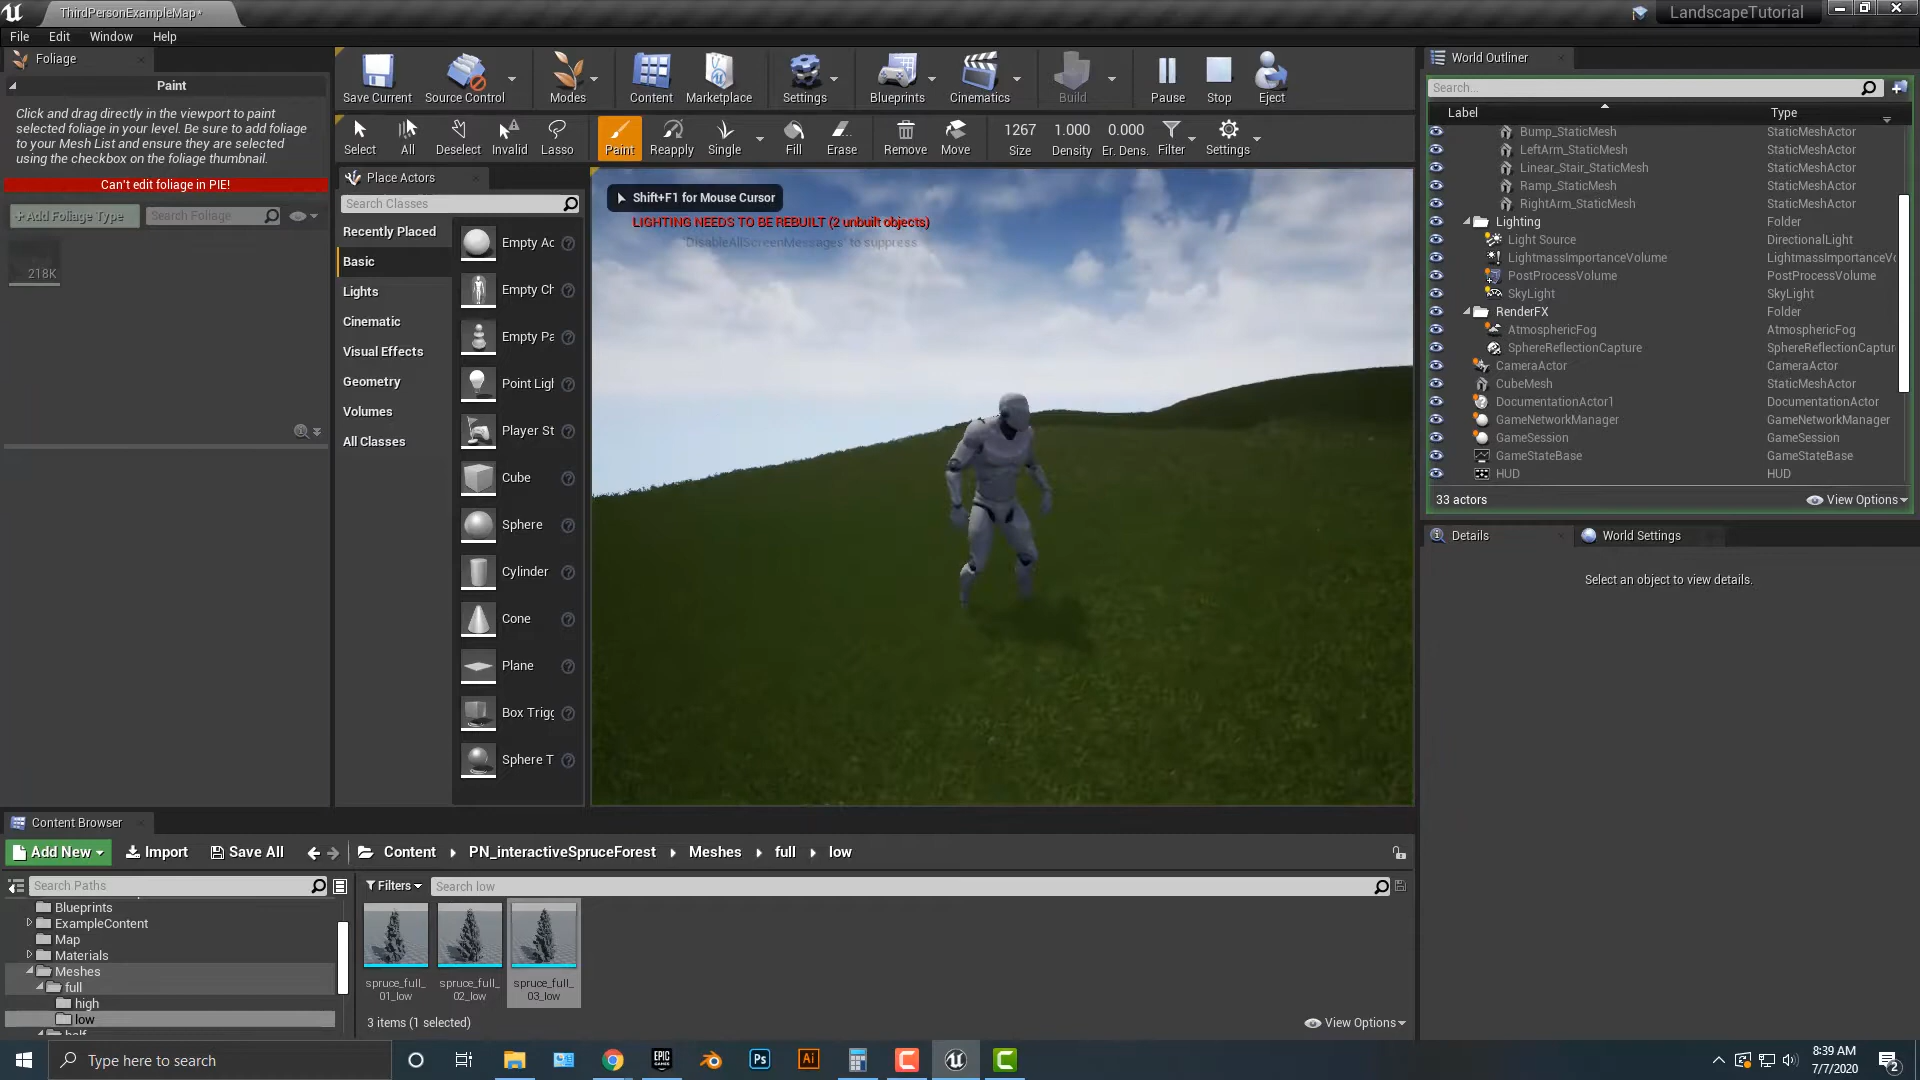 ThirdPersonExampleMap*
LandscapeTutorial
File Edit Window Help
Foliage
Paint
Click and drag directly in the viewport to paint
selected foliage in your level. Be sure to add foliage
to your Mesh List and ensure they are selected
using the checkbox on the foliage thumbnail.
Can't edit foliage in PIE!
+Add Foliage Type
Search Foliage
218K
Save Current
Source Control
Modes
Content
Marketplace
Settings
Blueprints
Cinematics
Build
Pause
Stop
Eject
Select
All
Deselect
Invalid
Lasso
Paint
Reapply
Single
Fill
Erase
Remove
Move
1267
Size
1.000
Density
0.000
Er. Dens.
Filter
Settings
Place Actors
Search Classes
Recently Placed
Basic
Lights
Cinematic
Visual Effects
Geometry
Volumes
All Classes
Empty Ac
Empty Ch
Empty Pa
Point Ligh
Player St
Cube
Sphere
Cylinder
Cone
Plane
Box Trigg
Sphere T
Shift+F1 for Mouse Cursor
LIGHTING NEEDS TO BE REBUILT (2 unbuilt objects)
'DisableAllScreenMessages' to suppress
World Outliner
Search...
Label Type
Bump_StaticMesh StaticMeshActor
LeftArm_StaticMesh StaticMeshActor
Linear_Stair_StaticMesh StaticMeshActor
Ramp_StaticMesh StaticMeshActor
RightArm_StaticMesh StaticMeshActor
Lighting Folder
Light Source DirectionalLight
LightmassImportanceVolume LightmassImportanceVo
PostProcessVolume PostProcessVolume
SkyLight SkyLight
RenderFX Folder
AtmosphericFog AtmosphericFog
SphereReflectionCapture SphereReflectionCaptur
CameraActor CameraActor
CubeMesh StaticMeshActor
DocumentationActor1 DocumentationActor
GameNetworkManager GameNetworkManager
GameSession GameSession
GameStateBase GameStateBase
HUD HUD
33 actors
View Options
Details
World Settings
Select an object to view details.
Content Browser
Add New
Import
Save All
Content
PN_interactiveSpruceForest
Meshes
full
low
Search Paths
Filters
Search low
Blueprints
ExampleContent
Map
Materials
Meshes
full
high
low
half
spruce_full_
01_low
spruce_full_
02_low
spruce_full_
03_low
3 items (1 selected)
View Options
Type here to search
EPIC
GAMES
Ps
Ai
8:39 AM
7/7/2020
2